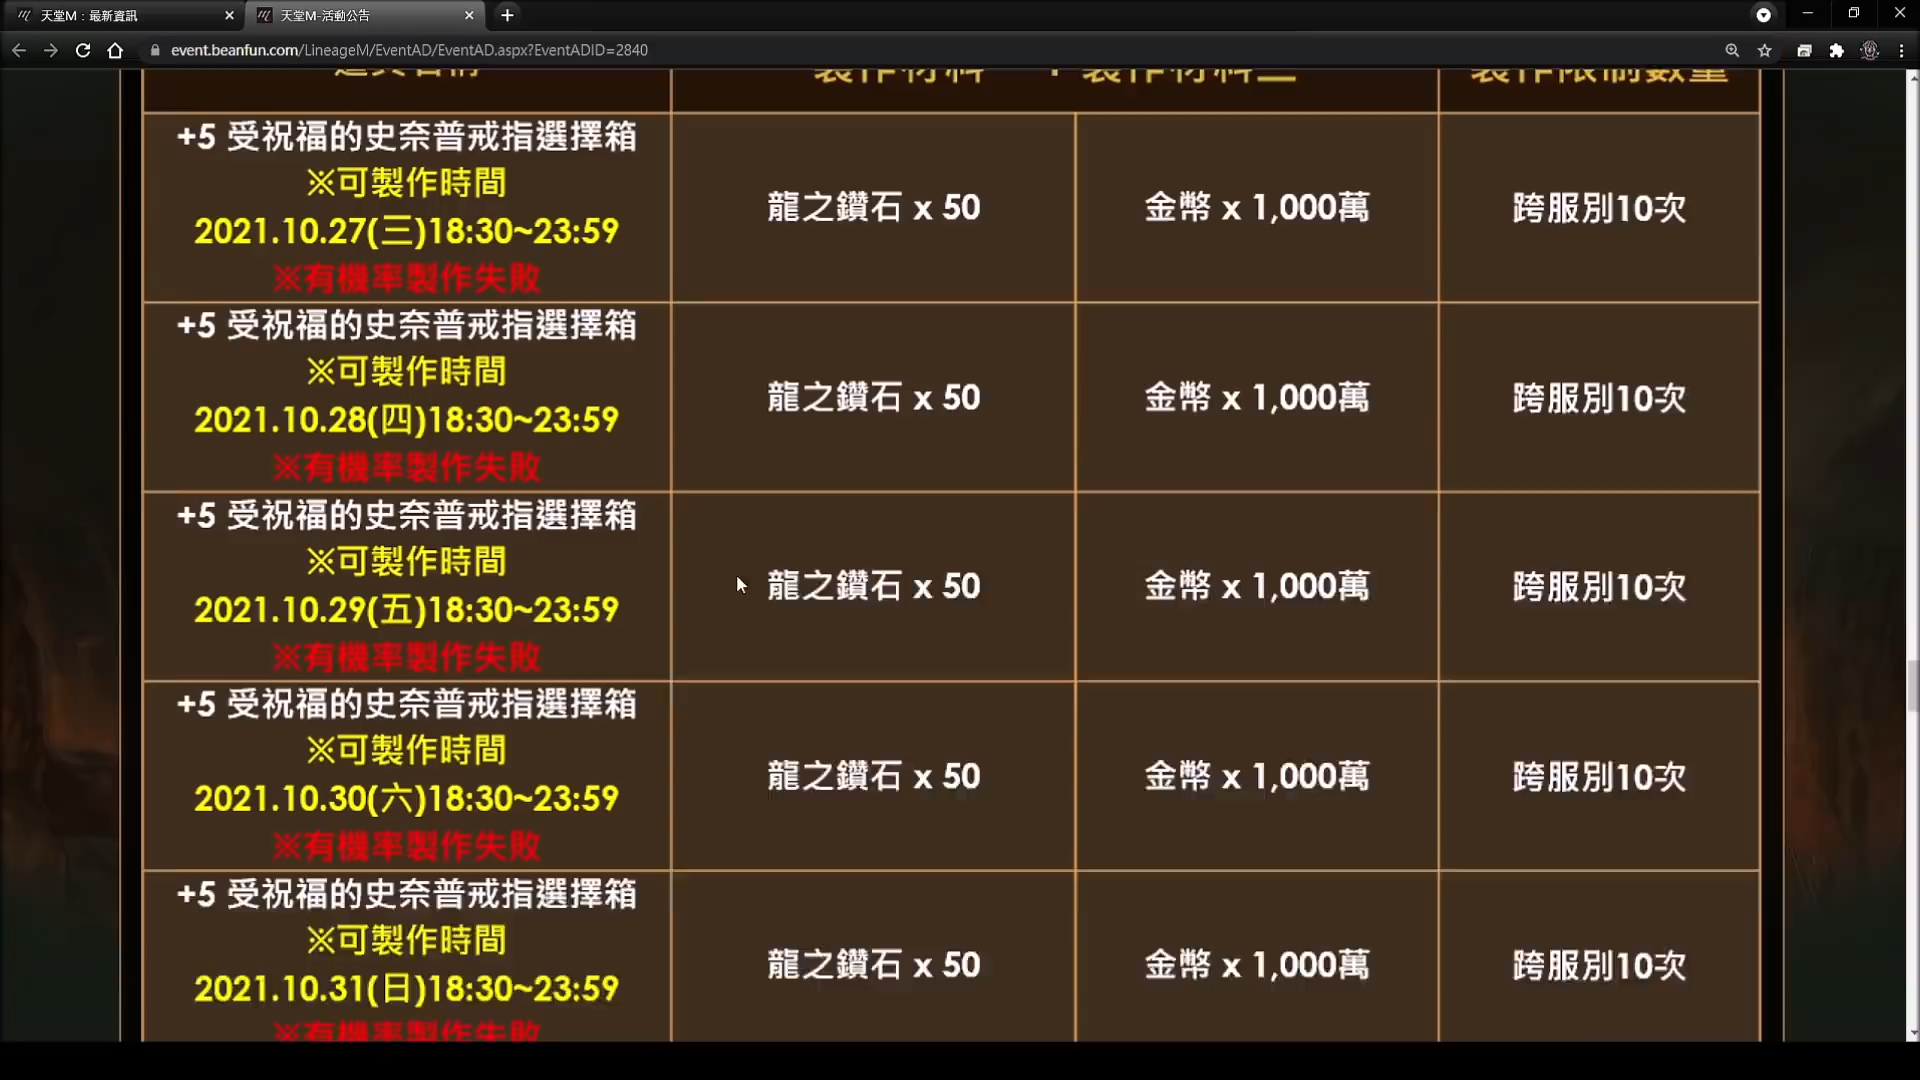 天堂M：最新資訊
天堂M-活動公告
event.beanfun.com/LineageM/EventAD/EventAD.aspx?EventADID=2840
製作限制數量
+5 受祝福的史奈普戒指選擇箱
※可製作時間
2021.10.27(三)18:30~23:59
※有機率製作失敗
龍之鑽石 x 50
金幣 x 1,000萬
跨服別10次
+5 受祝福的史奈普戒指選擇箱
※可製作時間
2021.10.28(四)18:30~23:59
※有機率製作失敗
龍之鑽石 x 50
金幣 x 1,000萬
跨服別10次
+5 受祝福的史奈普戒指選擇箱
※可製作時間
2021.10.29(五)18:30~23:59
※有機率製作失敗
龍之鑽石 x 50
金幣 x 1,000萬
跨服別10次
+5 受祝福的史奈普戒指選擇箱
※可製作時間
2021.10.30(六)18:30~23:59
※有機率製作失敗
龍之鑽石 x 50
金幣 x 1,000萬
跨服別10次
+5 受祝福的史奈普戒指選擇箱
※可製作時間
2021.10.31(日)18:30~23:59
※有機率製作失敗
龍之鑽石 x 50
金幣 x 1,000萬
跨服別10次